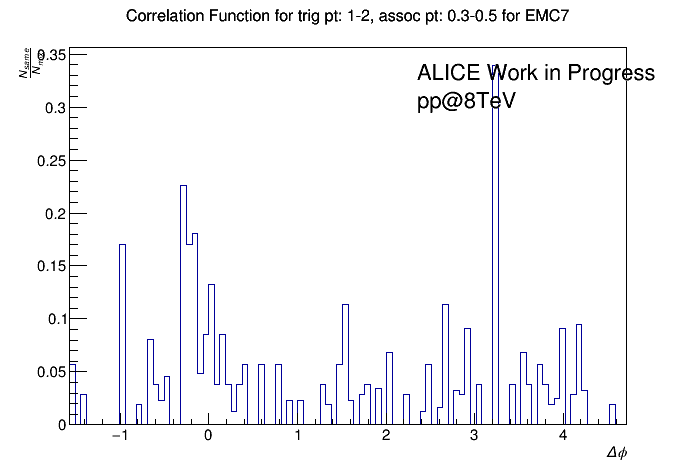 Correlation Function for trig pt: 1-2, assoc pt: 0.3-0.5 for EMC7
ALICE Work in Progress
pp@8TeV
N_same
0.35
0.3
0.25
0.2
0.15
0.1
0.05
0
−1 0 1 2 3 4
Δϕ